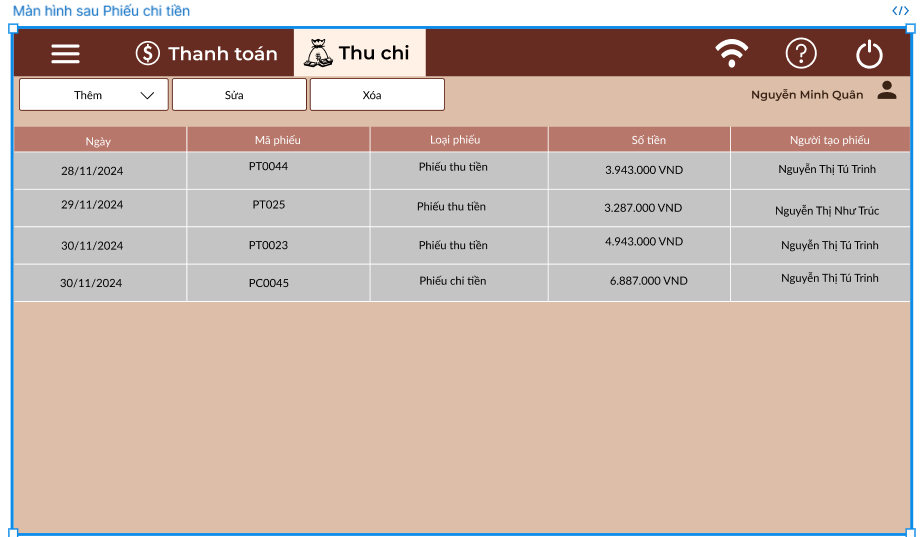 Màn hình sau Phiếu chi tiền </>
Thanh toán Thu chi
Thêm Sửa Xóa Nguyễn Minh Quân
Ngày Mã phiếu Loại phiếu Số tiền Người tạo phiếu
28/11/2024 PT0044 Phiếu thu tiền 3.943.000 VND Nguyễn Thị Tú Trinh
29/11/2024 PT025 Phiếu thu tiền 3.287.000 VND Nguyễn Thị Như Trúc
30/11/2024 PT0023 Phiếu thu tiền 4.943.000 VND Nguyễn Thị Tú Trinh
30/11/2024 PC0045 Phiếu chi tiền 6.887.000 VND Nguyễn Thị Tú Trinh